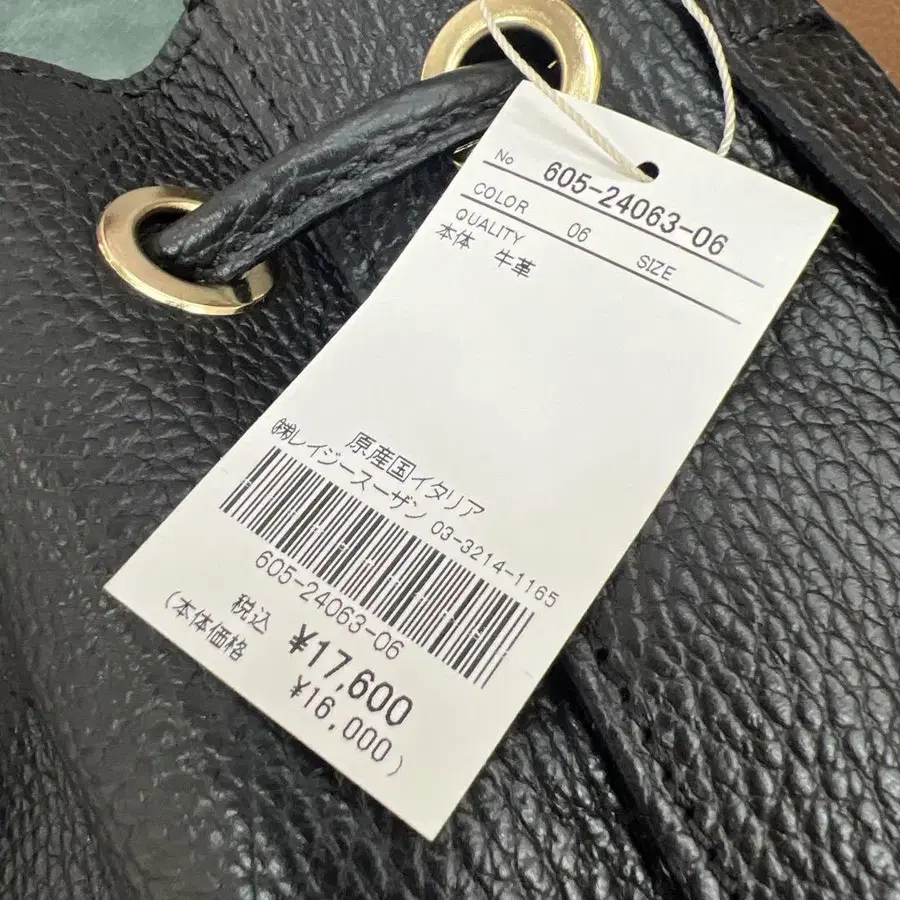 No 605-24063-06
COLOR 06 SIZE
QUALITY
本体 牛革
原産国イタリア
㈱レイジースーザン 03-3214-1165
605-24063-06
税込 ¥17,600
(本体価格 ¥16,000)